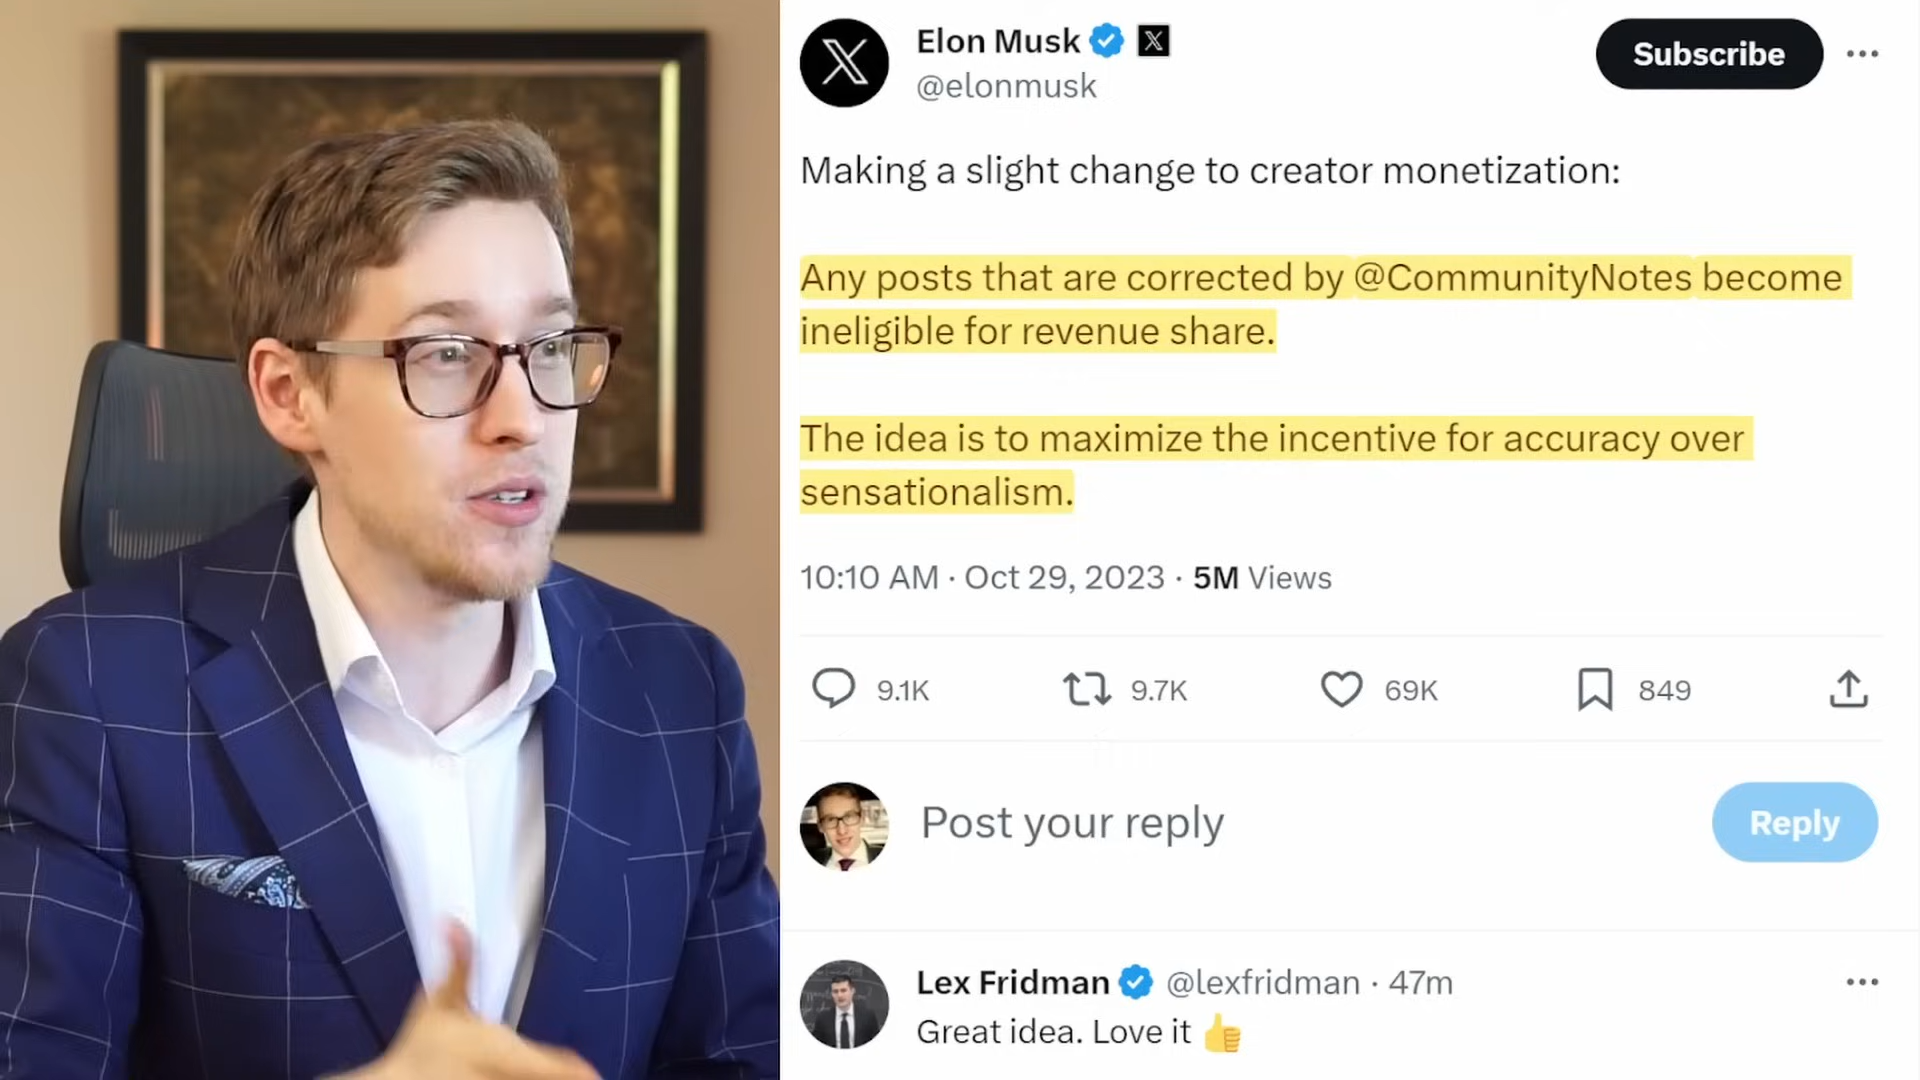 Elon Musk
@elonmusk
Subscribe
Making a slight change to creator monetization:
Any posts that are corrected by @CommunityNotes become
ineligible for revenue share.
The idea is to maximize the incentive for accuracy over
sensationalism.
10:10 AM · Oct 29, 2023 · 5M Views
9.1K 9.7K 69K 849
Post your reply
Reply
Lex Fridman @lexfridman · 47m
Great idea. Love it 👍